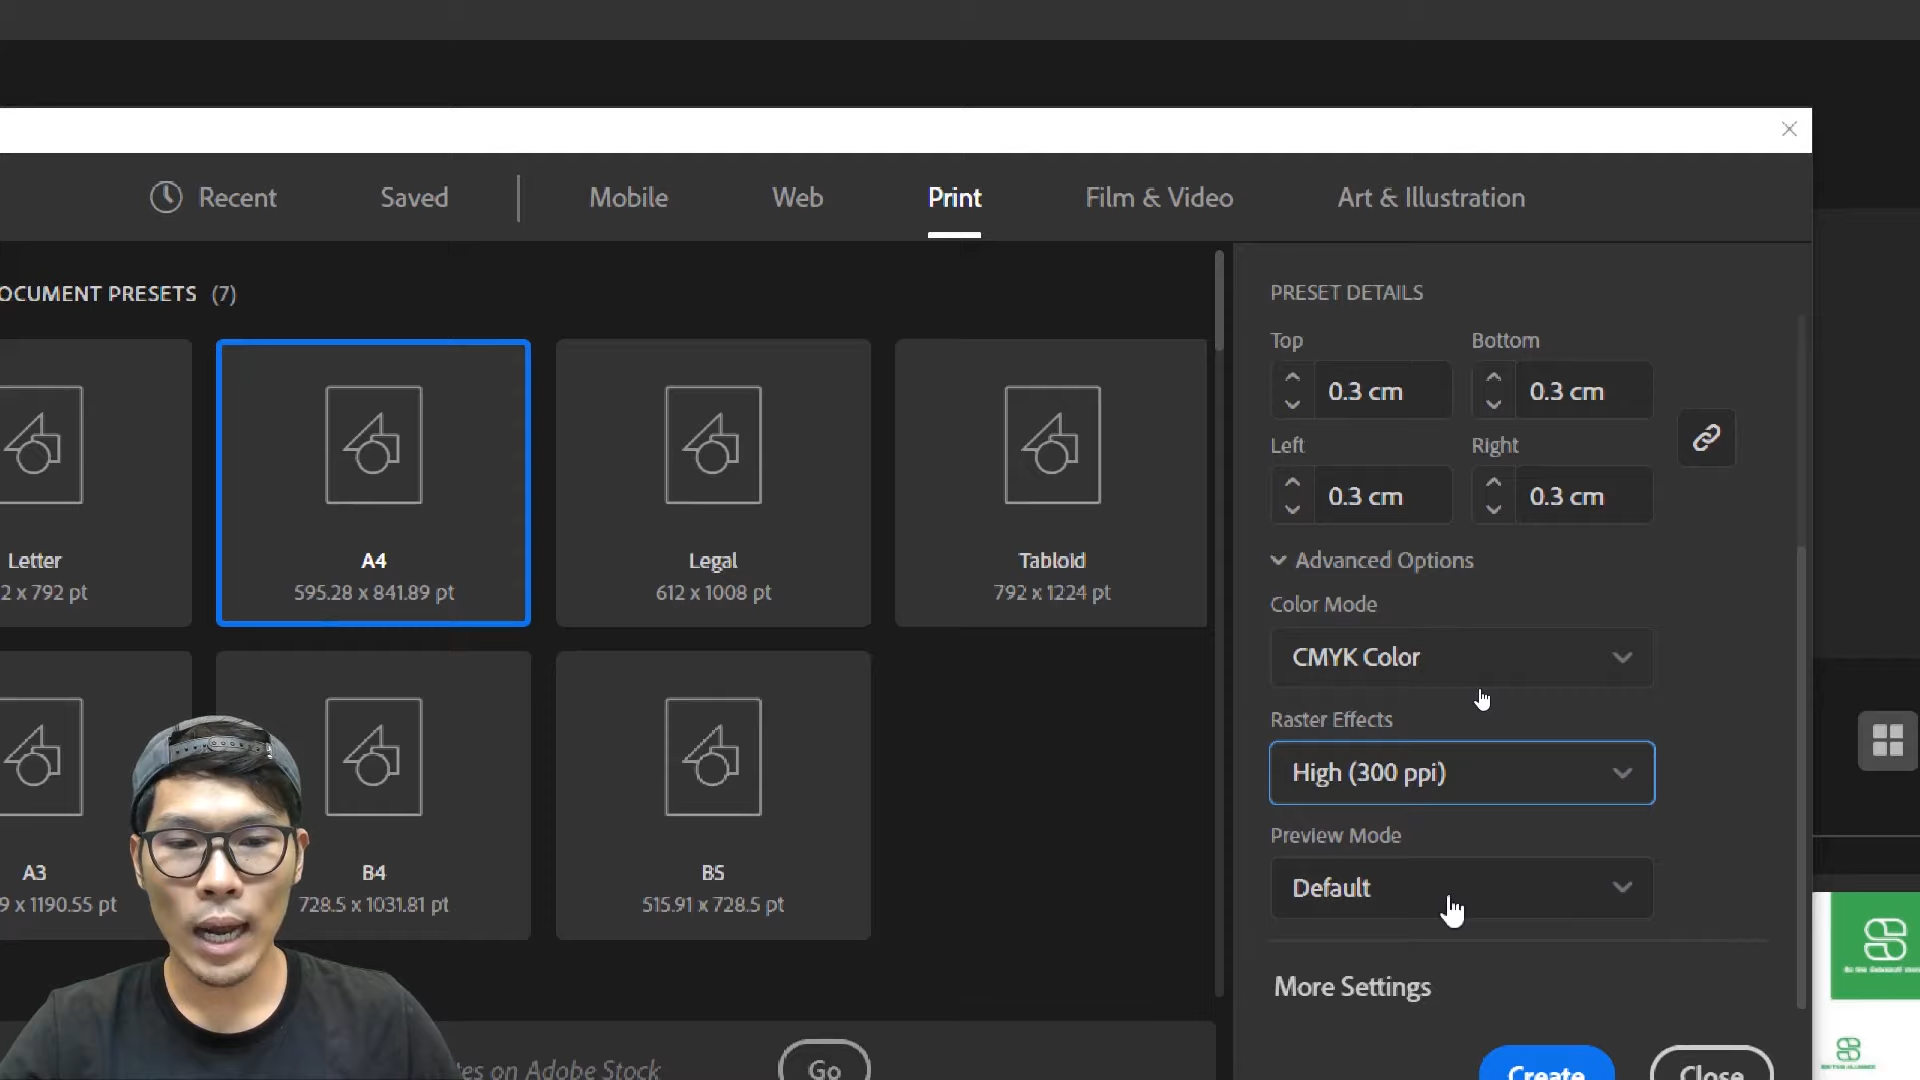 Recent Saved Mobile Web Print Film & Video Art & Illustration
OCUMENT PRESETS (7)
Letter
2 x 792 pt
A4
595.28 x 841.89 pt
Legal
612 x 1008 pt
Tabloid
792 x 1224 pt
A3
9 x 1190.55 pt
B4
728.5 x 1031.81 pt
B5
515.91 x 728.5 pt
tes on Adobe Stock
Go
PRESET DETAILS
Top Bottom
0.3 cm 0.3 cm
Left Right
0.3 cm 0.3 cm
Advanced Options
Color Mode
CMYK Color
Raster Effects
High (300 ppi)
Preview Mode
Default
More Settings
Create Close